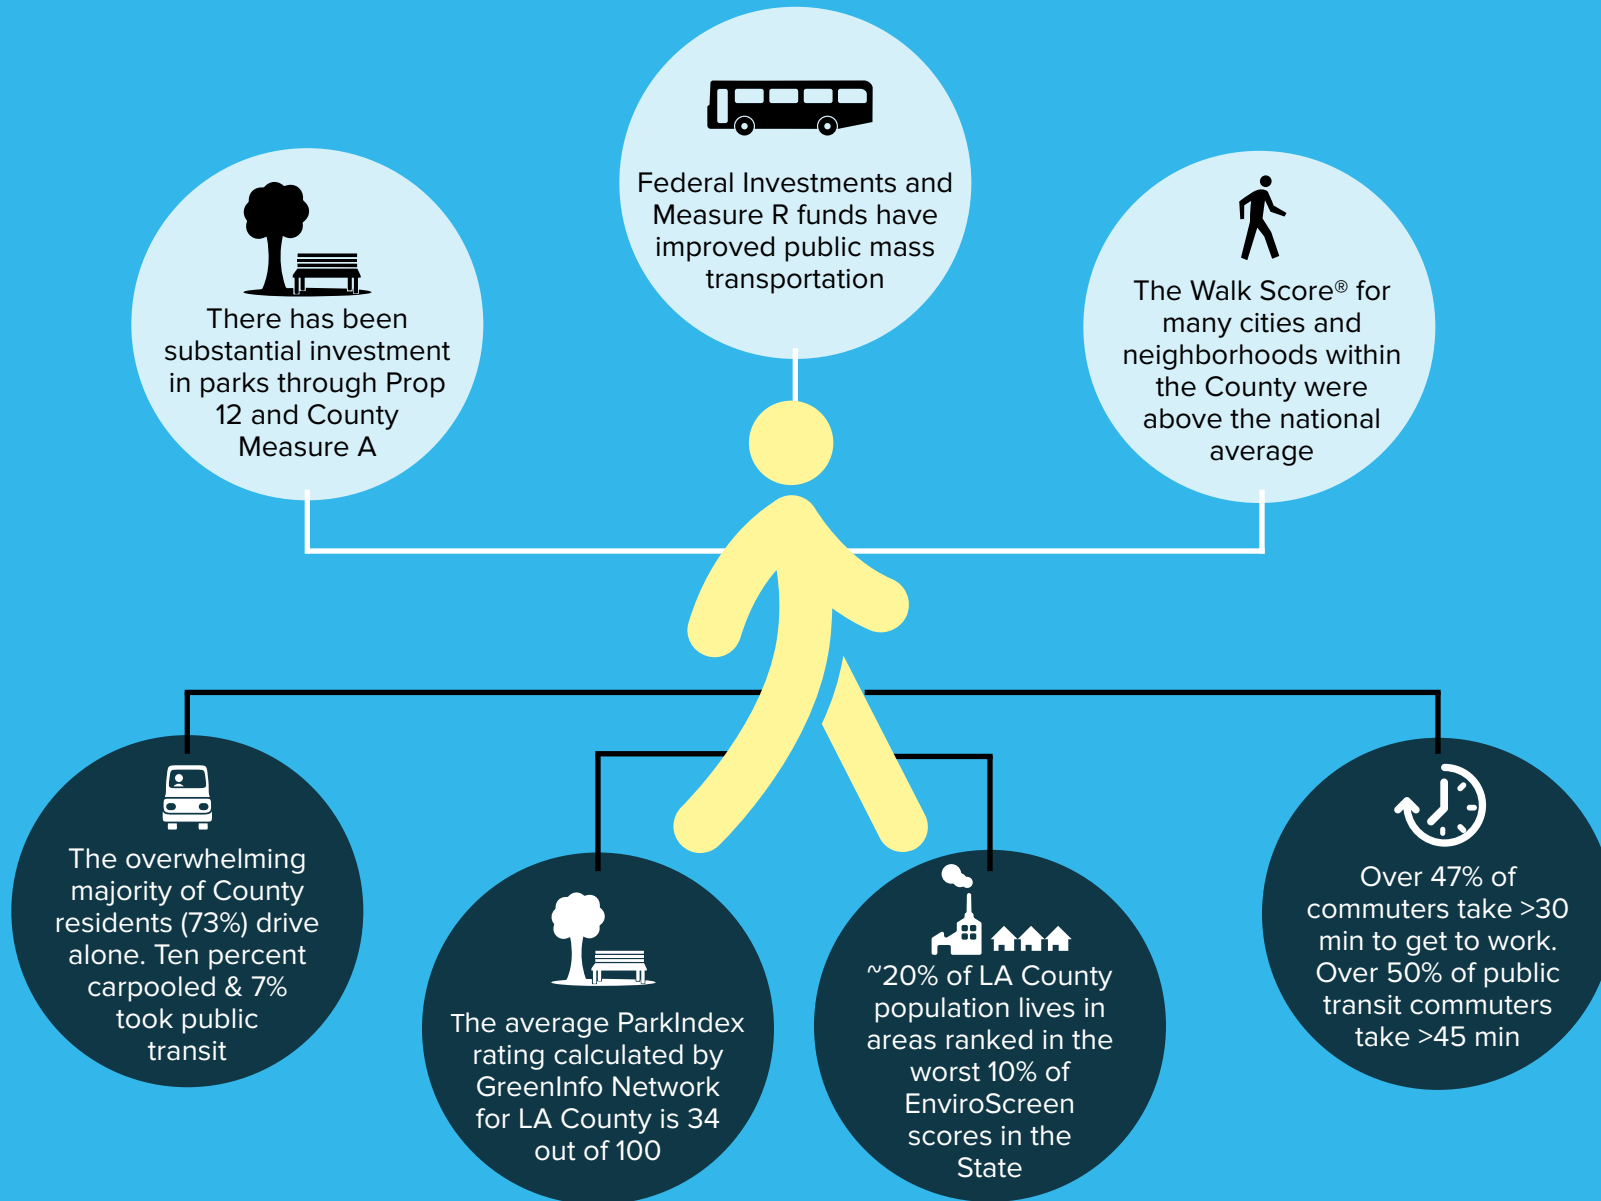 Federal Investments and
Measure R funds have
improved public mass
transportation
There has been
substantial investment
in parks through Prop
12 and County
Measure A
The Walk Score® for
many cities and
neighborhoods within
the County were
above the national
average
The overwhelming
majority of County
residents (73%) drive
alone. Ten percent
carpooled & 7%
took public
transit
The average ParkIndex
rating calculated by
GreenInfo Network
for LA County is 34
out of 100
~20% of LA County
population lives in
areas ranked in the
worst 10% of
EnviroScreen
scores in the
State
Over 47% of
commuters take >30
min to get to work.
Over 50% of public
transit commuters
take >45 min